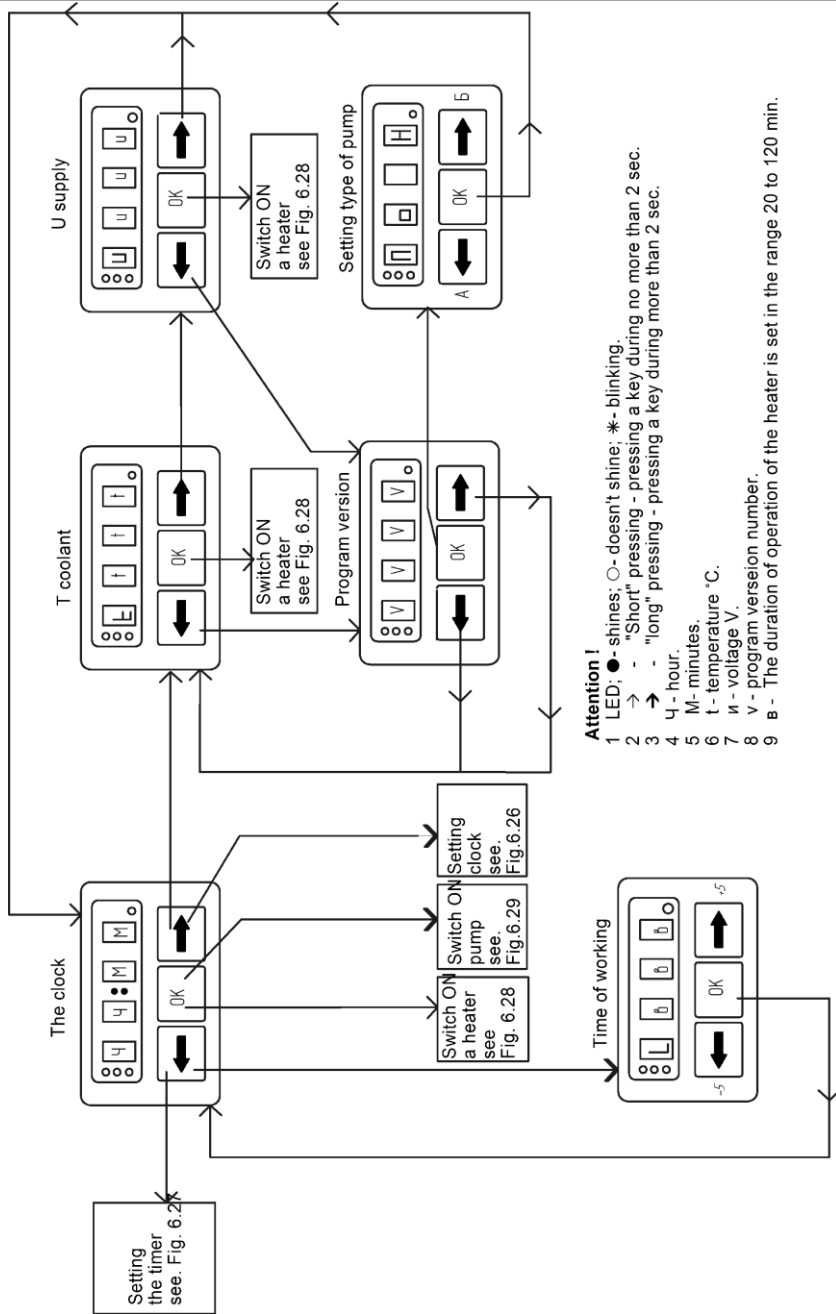 The clock
Ч Ч : М М
OK
T coolant
t t t t
OK
U supply
u u u u
OK
Setting
the timer
see. Fig. 6.27
Switch ON
a heater
see Fig. 6.28
Switch ON
a heater
see Fig. 6.28
Program version
V V V V
OK
Setting type of pump
П о Н
А
OK
Б
Switch ON
a heater
see
Fig. 6.28
Switch ON
pump
see.
Fig.6.29
Setting
clock
see.
Fig.6.26
Time of working
L в в в
-5
OK
+5
Attention !
1 LED; ●- shines; ○- doesn't shine; ✳- blinking.
2 → - "Short" pressing - pressing a key during no more than 2 sec.
3 → - "long" pressing - pressing a key during more than 2 sec.
4 Ч - hour.
5 М- minutes.
6 t - temperature °C.
7 и - voltage V.
8 v - program verseion number.
9 в - The duration of operation of the heater is set in the range 20 to 120 min.